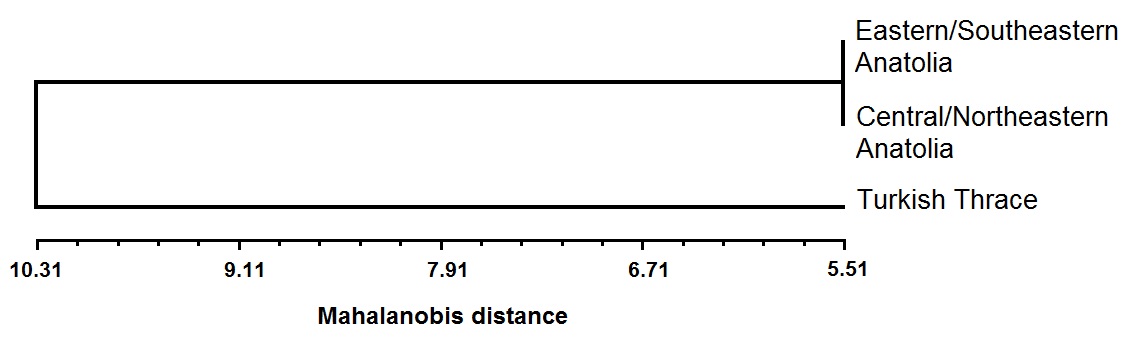 Eastern/Southeastern
Anatolia
Central/Northeastern
Anatolia
Turkish Thrace
10.31 9.11 7.91 6.71 5.51
Mahalanobis distance